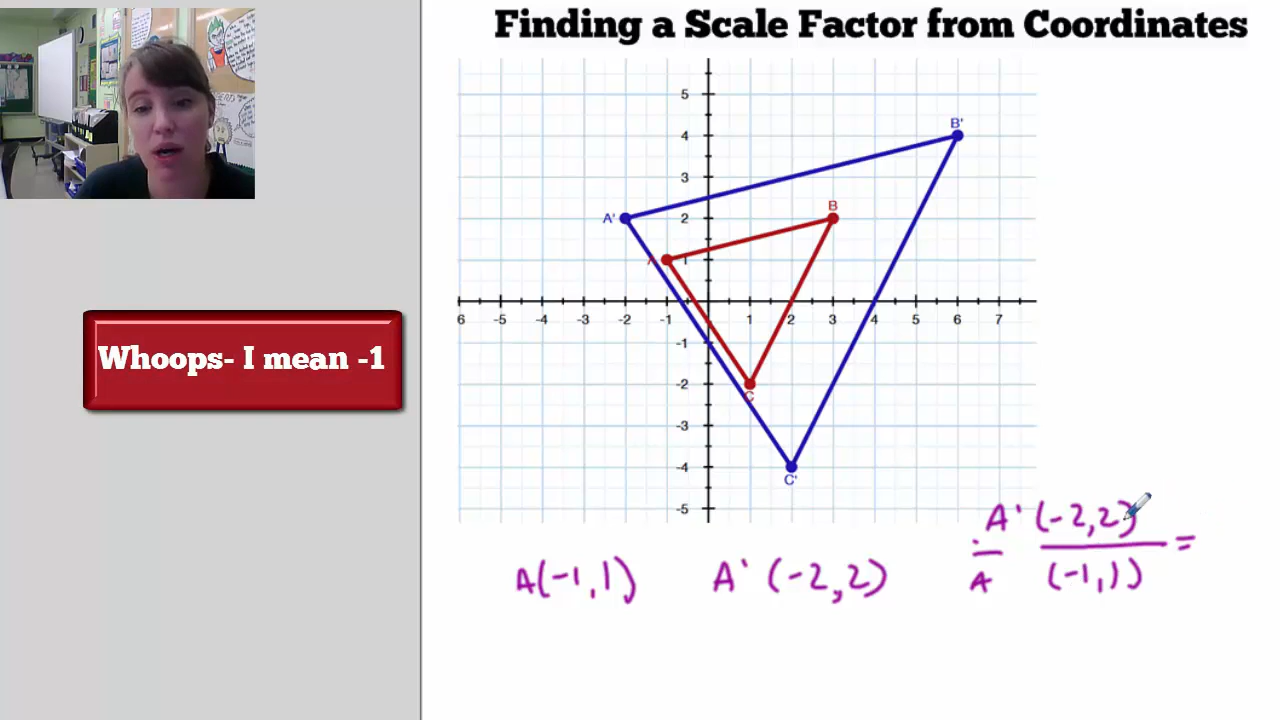 Finding a Scale Factor from Coordinates
5
4
3
2
1
-1
-2
-3
-4
-5
6 -5 -4 -3 -2 -1 1 2 3 4 5 6 7
B'
A'
B
A
C
C'
Whoops- I mean -1
A' (-2,2) =
A (-1,1)
A(-1,1) A' (-2,2)